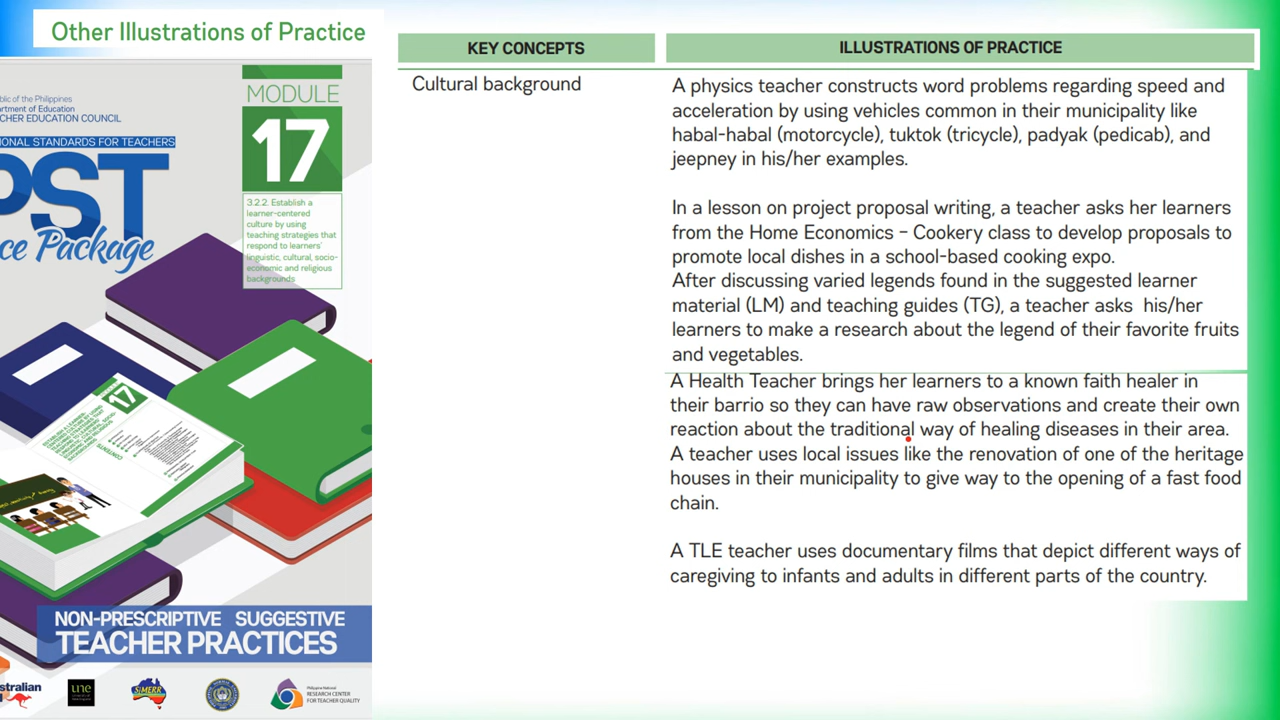 Other Illustrations of Practice
blic of the Philippines
artment of Education
CHER EDUCATION COUNCIL
IONAL STANDARDS FOR TEACHERS
PST
ce Package
MODULE
17
3.2.2. Establish a
learner-centered
culture by using
teaching strategies that
respond to learners'
linguistic, cultural, socio-
economic and religious
backgrounds
17
CONTENTS
NON-PRESCRIPTIVE SUGGESTIVE
TEACHER PRACTICES
stralian
une
SiMERR
Philippine National
RESEARCH CENTER
FOR TEACHER QUALITY
KEY CONCEPTS
ILLUSTRATIONS OF PRACTICE
Cultural background
A physics teacher constructs word problems regarding speed and
acceleration by using vehicles common in their municipality like
habal-habal (motorcycle), tuktok (tricycle), padyak (pedicab), and
jeepney in his/her examples.
In a lesson on project proposal writing, a teacher asks her learners
from the Home Economics – Cookery class to develop proposals to
promote local dishes in a school-based cooking expo.
After discussing varied legends found in the suggested learner
material (LM) and teaching guides (TG), a teacher asks his/her
learners to make a research about the legend of their favorite fruits
and vegetables.
A Health Teacher brings her learners to a known faith healer in
their barrio so they can have raw observations and create their own
reaction about the traditional way of healing diseases in their area.
A teacher uses local issues like the renovation of one of the heritage
houses in their municipality to give way to the opening of a fast food
chain.
A TLE teacher uses documentary films that depict different ways of
caregiving to infants and adults in different parts of the country.